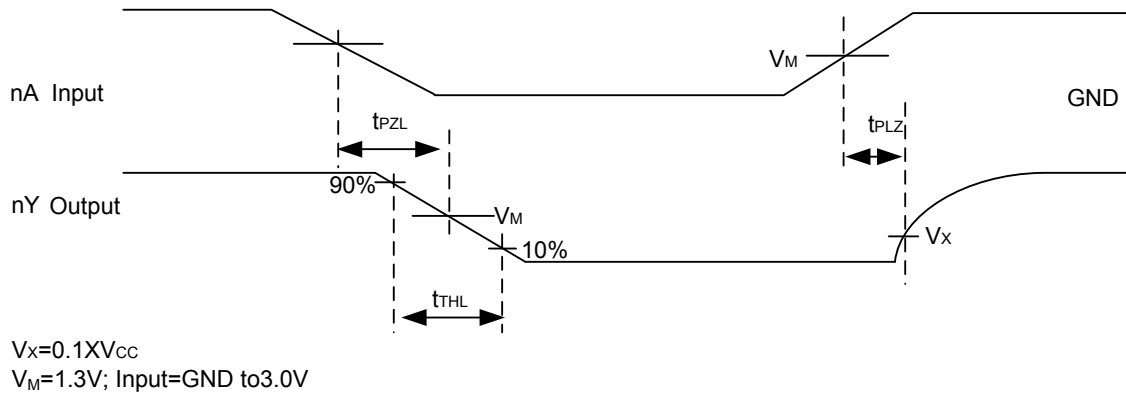 VM
nA Input
GND
tPZL
tPLZ
90%
nY Output
VM
VX
10%
tTHL
VX=0.1XVCC
VM=1.3V; Input=GND to3.0V